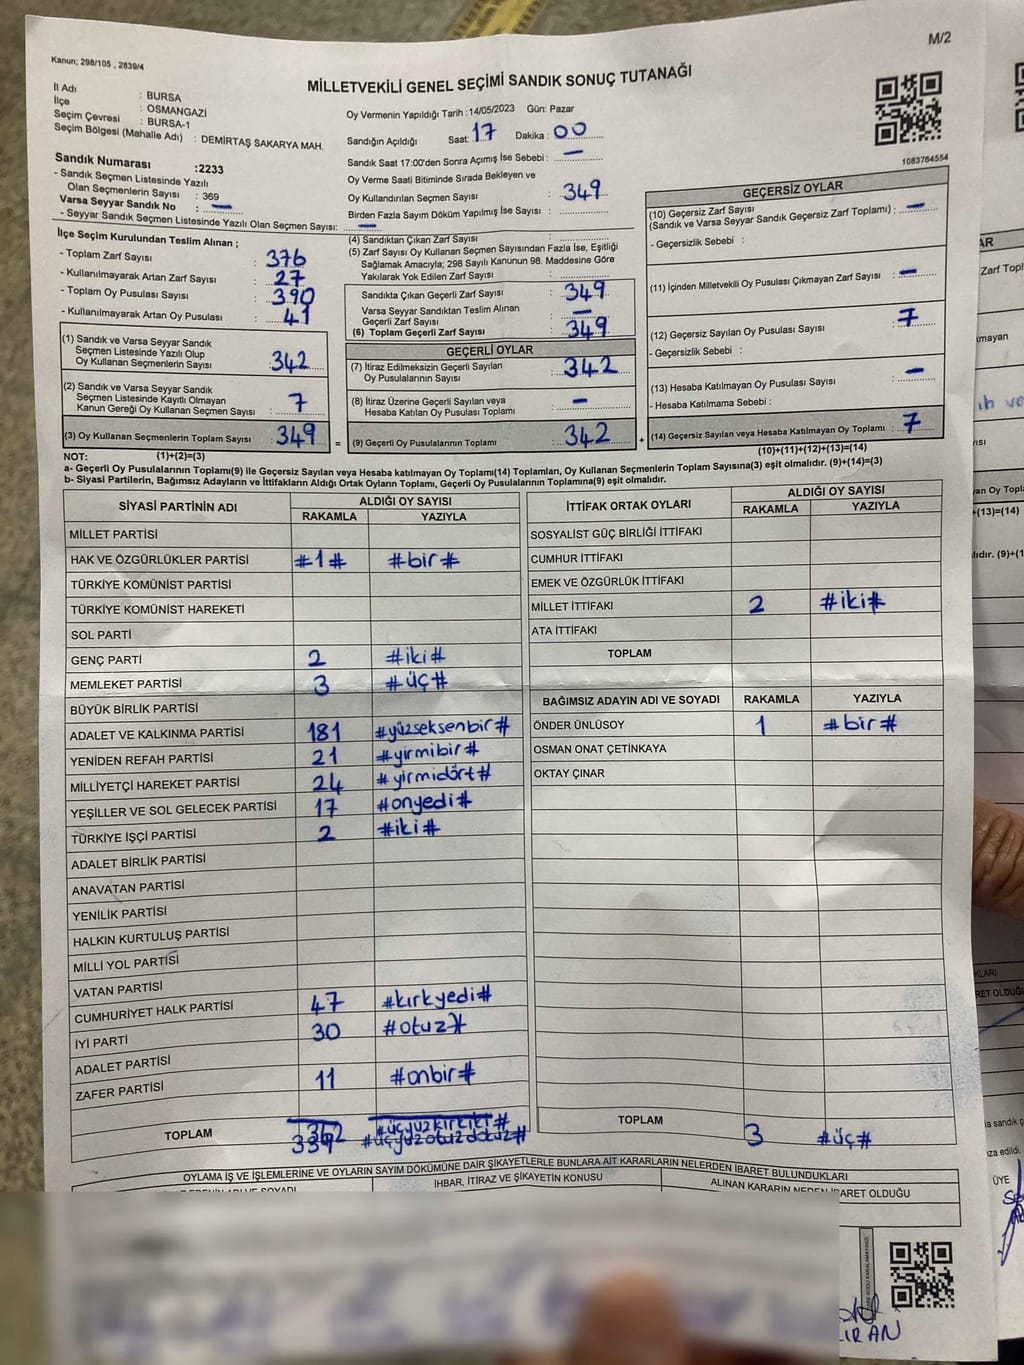 M/2
Kanun; 298/105 , 2839/4
MİLLETVEKİLİ GENEL SEÇİMİ SANDIK SONUÇ TUTANAĞI
İl Adı : BURSA
İlçe : OSMANGAZİ
Seçim Çevresi : BURSA-1
Seçim Bölgesi (Mahalle Adı) : DEMİRTAŞ SAKARYA MAH.
Sandık Numarası :2233
- Sandık Seçmen Listesinde Yazılı
Olan Seçmenlerin Sayısı : 369
Varsa Seyyar Sandık No : —
- Seyyar Sandık Seçmen Listesinde Yazılı Olan Seçmen Sayısı: —
İlçe Seçim Kurulundan Teslim Alınan ;
- Toplam Zarf Sayısı : 376
- Kullanılmayarak Artan Zarf Sayısı : 27
- Toplam Oy Pusulası Sayısı : 390
- Kullanılmayarak Artan Oy Pusulası : 41
(1) Sandık ve Varsa Seyyar Sandık
Seçmen Listesinde Yazılı Olup
Oy Kullanan Seçmenlerin Sayısı : 342
(2) Sandık ve Varsa Seyyar Sandık
Seçmen Listesinde Kayıtlı Olmayan
Kanun Gereği Oy Kullanan Seçmen Sayısı : 7
(3) Oy Kullanan Seçmenlerin Toplam Sayısı : 349
Oy Vermenin Yapıldığı Tarih :14/05/2023 Gün: Pazar
Sandığın Açıldığı Saat: 17 Dakika : 00
Sandık Saat 17:00'den Sonra Açımış İse Sebebi : —
Oy Verme Saati Bitiminde Sırada Bekleyen ve
Oy Kullandırılan Seçmen Sayısı : 349
Birden Fazla Sayım Döküm Yapılmış İse Sayısı :
(4) Sandıktan Çıkan Zarf Sayısı :
(5) Zarf Sayısı Oy Kullanan Seçmen Sayısından Fazla İse, Eşitliği
Sağlamak Amacıyla; 298 Sayılı Kanunun 98. Maddesine Göre
Yakılarak Yok Edilen Zarf Sayısı :
Sandıkta Çıkan Geçerli Zarf Sayısı : 349
Varsa Seyyar Sandıktan Teslim Alınan
Geçerli Zarf Sayısı : —
(6) Toplam Geçerli Zarf Sayısı : 349
GEÇERLİ OYLAR
(7) İtiraz Edilmeksizin Geçerli Sayılan
Oy Pusulalarının Sayısı : 342
(8) İtiraz Üzerine Geçerli Sayılan veya
Hesaba Katılan Oy Pusulası Toplamı : —
= (9) Geçerli Oy Pusulalarının Toplamı : 342 +
1083764554
GEÇERSİZ OYLAR
(10) Geçersiz Zarf Sayısı
(Sandık ve Varsa Seyyar Sandık Geçersiz Zarf Toplamı) : —
- Geçersizlik Sebebi :
(11) İçinden Milletvekili Oy Pusulası Çıkmayan Zarf Sayısı : —
(12) Geçersiz Sayılan Oy Pusulası Sayısı : 7
- Geçersizlik Sebebi :
(13) Hesaba Katılmayan Oy Pusulası Sayısı : —
- Hesaba Katılmama Sebebi :
(14) Geçersiz Sayılan veya Hesaba Katılmayan Oy Toplamı : 7
NOT: (1)+(2)=(3)
(10)+(11)+(12)+(13)=(14)
a- Geçerli Oy Pusulalarının Toplamı(9) ile Geçersiz Sayılan veya Hesaba katılmayan Oy Toplamı(14) Toplamları, Oy Kullanan Seçmenlerin Toplam Sayısına(3) eşit olmalıdır. (9)+(14)=(3)
b- Siyasi Partilerin, Bağımsız Adayların ve İttifakların Aldığı Ortak Oyların Toplamı, Geçerli Oy Pusulalarının Toplamına(9) eşit olmalıdır.
SİYASİ PARTİNİN ADI ALDIĞI OY SAYISI
RAKAMLA YAZIYLA
MİLLET PARTİSİ
HAK VE ÖZGÜRLÜKLER PARTİSİ #1# #bir#
TÜRKİYE KOMÜNİST PARTİSİ
TÜRKİYE KOMÜNİST HAREKETİ
SOL PARTİ
GENÇ PARTİ 2 #iki#
MEMLEKET PARTİSİ 3 #üç#
BÜYÜK BİRLİK PARTİSİ
ADALET VE KALKINMA PARTİSİ 181 #yüzseksenbir#
YENİDEN REFAH PARTİSİ 21 #yirmibir#
MİLLİYETÇİ HAREKET PARTİSİ 24 #yirmidört#
YEŞİLLER VE SOL GELECEK PARTİSİ 17 #onyedi#
TÜRKİYE İŞÇİ PARTİSİ 2 #iki#
ADALET BİRLİK PARTİSİ
ANAVATAN PARTİSİ
YENİLİK PARTİSİ
HALKIN KURTULUŞ PARTİSİ
MİLLİ YOL PARTİSİ
VATAN PARTİSİ
CUMHURİYET HALK PARTİSİ 47 #kırkyedi#
İYİ PARTİ 30 #otuz#
ADALET PARTİSİ
ZAFER PARTİSİ 11 #onbir#
TOPLAM 342 #üçyüzkırkiki#
339 #üçyüzotuzdokuz#
İTTİFAK ORTAK OYLARI ALDIĞI OY SAYISI
RAKAMLA YAZIYLA
SOSYALİST GÜÇ BİRLİĞİ İTTİFAKI
CUMHUR İTTİFAKI
EMEK VE ÖZGÜRLÜK İTTİFAKI
MİLLET İTTİFAKI 2 #iki#
ATA İTTİFAKI
TOPLAM
BAĞIMSIZ ADAYIN ADI VE SOYADI RAKAMLA YAZIYLA
ÖNDER ÜNLÜSOY 1 #bir#
OSMAN ONAT ÇETİNKAYA
OKTAY ÇINAR
TOPLAM 3 #üç#
OYLAMA İŞ VE İŞLEMLERİNE VE OYLARIN SAYIM DÖKÜMÜNE DAİR ŞİKAYETLERLE BUNLARA AİT KARARLARIN NELERDEN İBARET BULUNDUKLARI
İHBAR, İTİRAZ VE ŞİKAYETİN KONUSU
ALINAN KARARIN NEDEN İBARET OLDUĞU
AR
Zarf Topl
mayan
an Oy Topl
+(13)=(14)
lıdır. (9)+(1
KLARI
RET OLDUĞU
a sandık ç
za edildi.
ÜYE